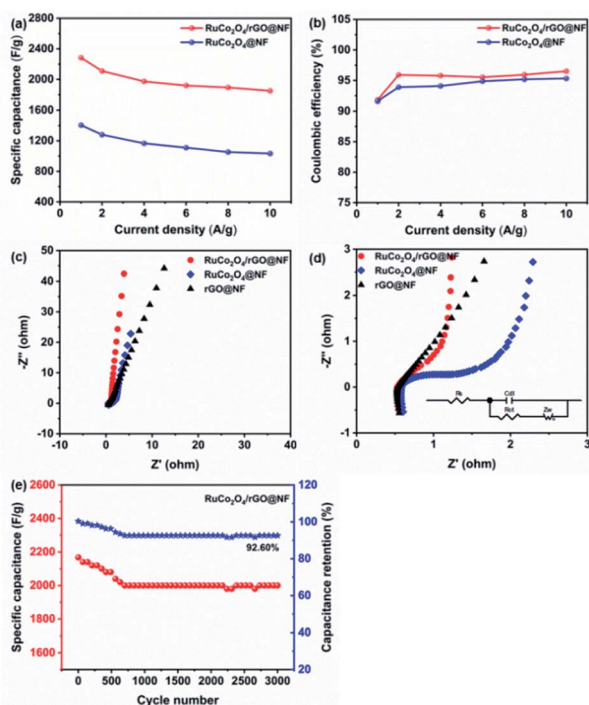 (a)
RuCo2O4/rGO@NF
RuCo2O4@NF
Specific capacitance (F/g)
2800
2400
2000
1600
1200
800
400
0 2 4 6 8 10
Current density (A/g)
(b)
RuCo2O4/rGO@NF
RuCo2O4@NF
Coulombic efficiency (%)
105
100
95
90
85
80
75
0 2 4 6 8 10
Current density (A/g)
(c)
RuCo2O4/rGO@NF
RuCo2O4@NF
rGO@NF
-Z'' (ohm)
50
40
30
20
10
0
-10
-10 0 10 20 30 40
Z' (ohm)
(d)
RuCo2O4/rGO@NF
RuCo2O4@NF
rGO@NF
-Z'' (ohm)
3
2
1
0
-1
0 1 2 3
Z' (ohm)
Rs
Cdl
Rct
Zw
(e)
RuCo2O4/rGO@NF
92.60%
Specific capacitance (F/g)
2600
2400
2200
2000
1800
1600
Capacitance retention (%)
120
100
80
60
40
20
0 500 1000 1500 2000 2500 3000
Cycle number